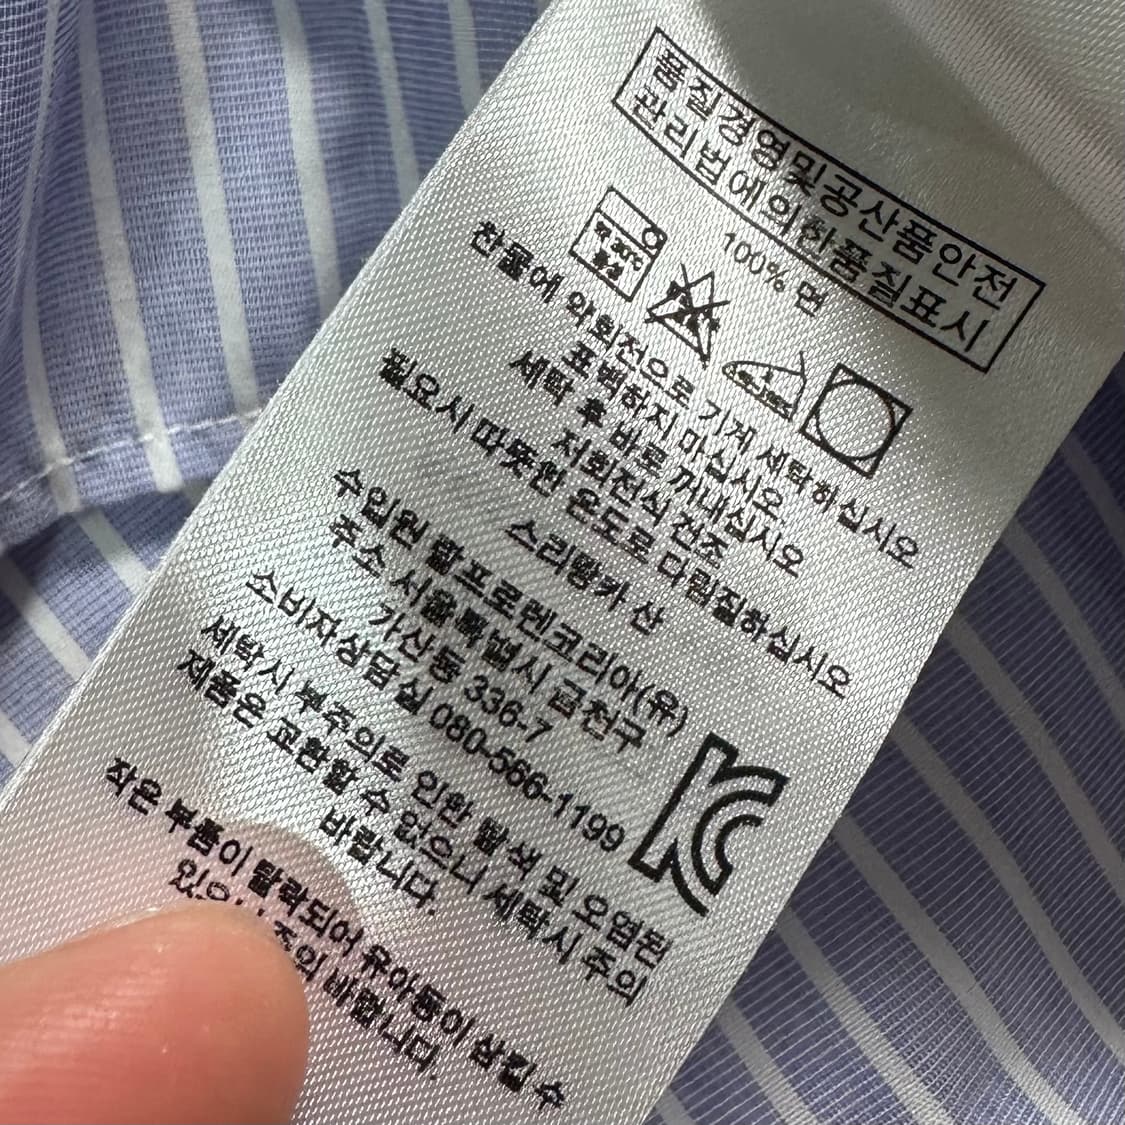 품질경영및공산품안전
관리법에의한품질표시
100% 면
약 30℃
중성
찬물에 약회전으로 기계 세탁하십시오
표백하지 마십시오
세탁 후 바로 꺼내십시오
저회전식 건조
필요시 따뜻한 온도로 다림질하십시오
스리랑카 산
수입원 랄프로렌코리아(유)
주소 서울특별시 금천구
가산동 336-7
소비자상담실 080-566-1199
세탁시 부주의로 인한 탈색 및 오염된
제품은 교환할 수 없으니 세탁시 주의
바랍니다.
작은 부품이 탈락되어 유아동이 삼킬 수
주의 바랍니다.